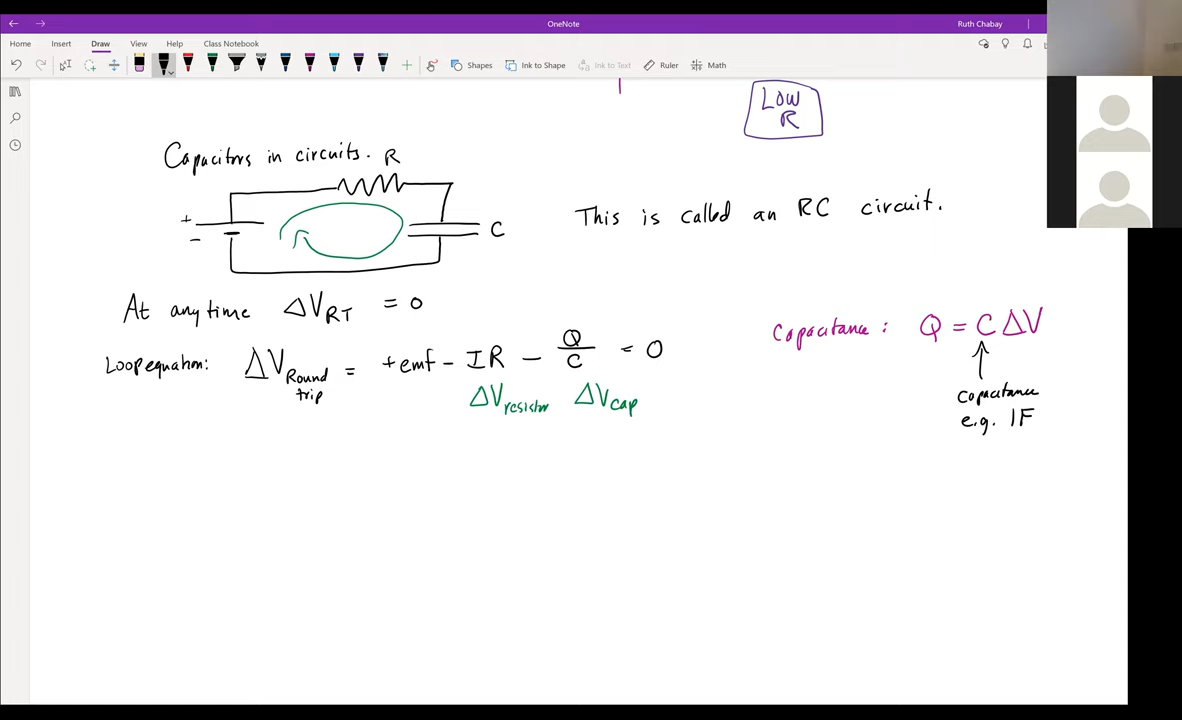 OneNote
Ruth Chabay
Home Insert Draw View Help Class Notebook
Shapes Ink to Shape Ink to Text Ruler Math
Low
R
Capacitors in circuits. R
+
-
C
This is called an RC circuit.
At any time ΔV_RT = 0
Capacitance: Q = C ΔV
Loop equation: ΔV_Round trip = +emf - IR - Q/C = 0
ΔV_resistor ΔV_cap
capacitance
e.g. 1F